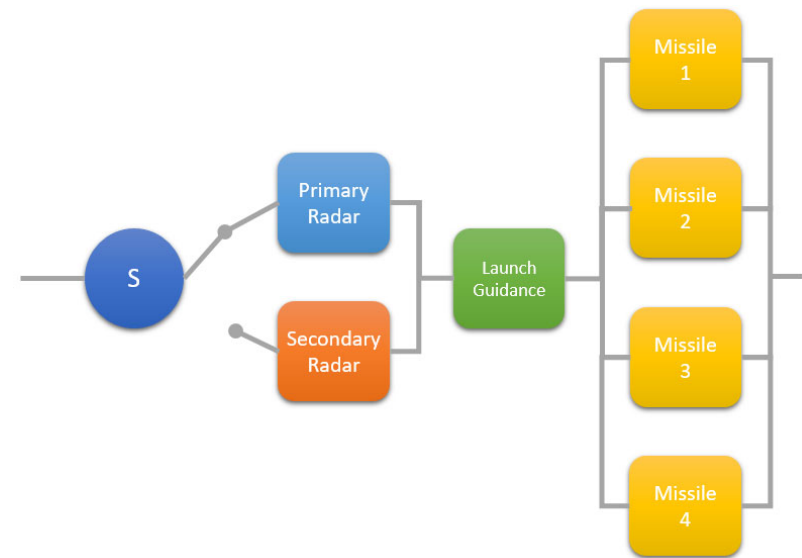 Missile
1
Primary
Radar
Missile
2
S
Launch
Guidance
Secondary
Radar
Missile
3
Missile
4